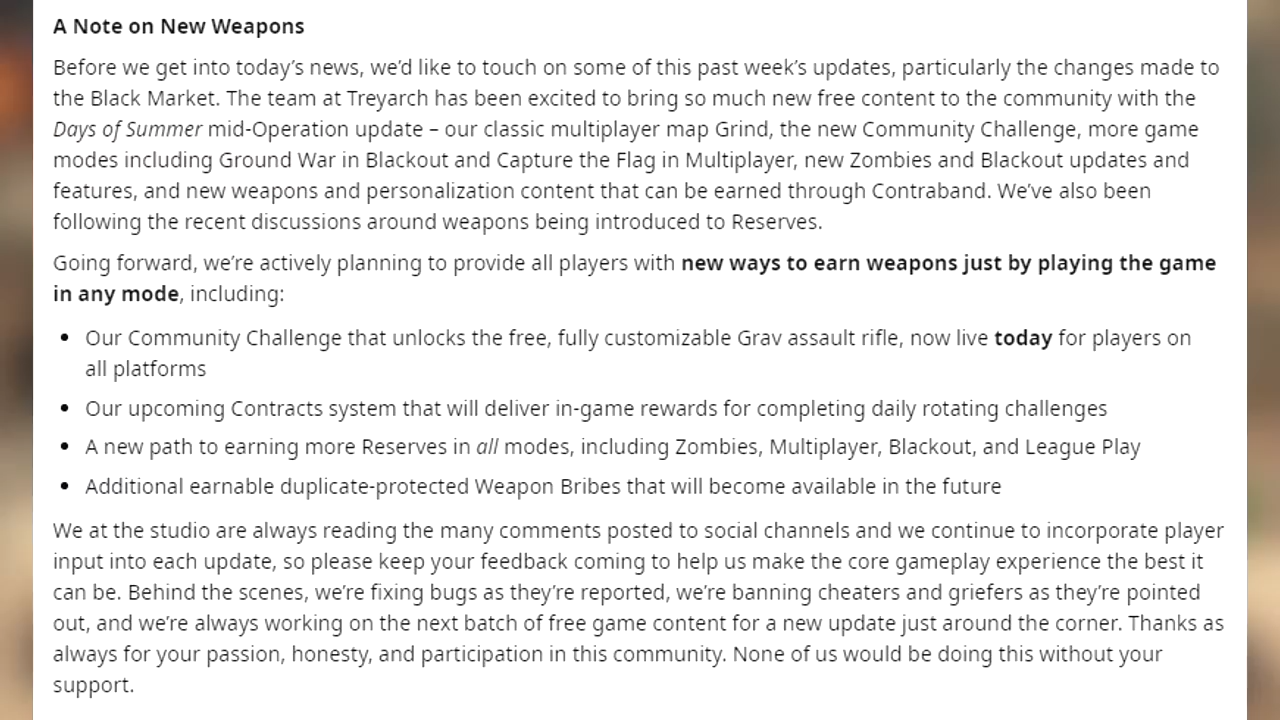 A Note on New Weapons
Before we get into today’s news, we’d like to touch on some of this past week’s updates, particularly the changes made to
the Black Market. The team at Treyarch has been excited to bring so much new free content to the community with the
Days of Summer mid-Operation update – our classic multiplayer map Grind, the new Community Challenge, more game
modes including Ground War in Blackout and Capture the Flag in Multiplayer, new Zombies and Blackout updates and
features, and new weapons and personalization content that can be earned through Contraband. We’ve also been
following the recent discussions around weapons being introduced to Reserves.
Going forward, we’re actively planning to provide all players with new ways to earn weapons just by playing the game
in any mode, including:
• Our Community Challenge that unlocks the free, fully customizable Grav assault rifle, now live today for players on
all platforms
• Our upcoming Contracts system that will deliver in-game rewards for completing daily rotating challenges
• A new path to earning more Reserves in all modes, including Zombies, Multiplayer, Blackout, and League Play
• Additional earnable duplicate-protected Weapon Bribes that will become available in the future
We at the studio are always reading the many comments posted to social channels and we continue to incorporate player
input into each update, so please keep your feedback coming to help us make the core gameplay experience the best it
can be. Behind the scenes, we’re fixing bugs as they’re reported, we’re banning cheaters and griefers as they’re pointed
out, and we’re always working on the next batch of free game content for a new update just around the corner. Thanks as
always for your passion, honesty, and participation in this community. None of us would be doing this without your
support.